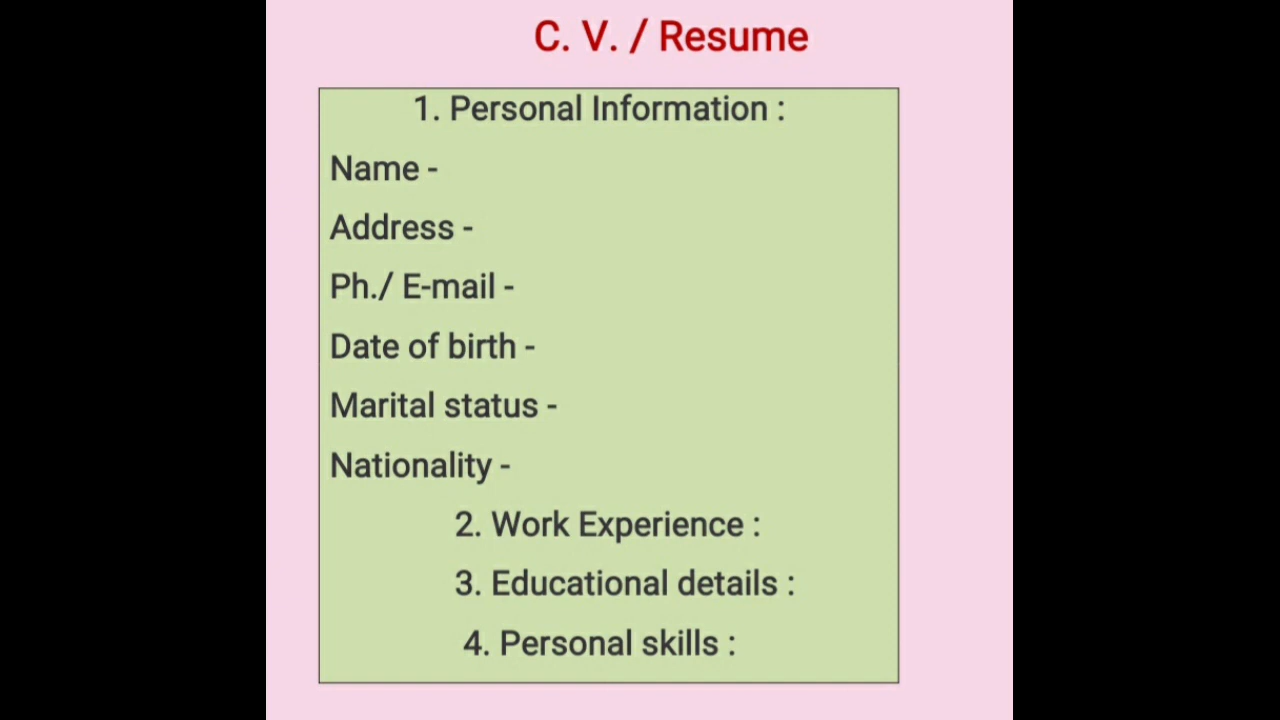 C. V. / Resume
1. Personal Information :
Name -
Address -
Ph./ E-mail -
Date of birth -
Marital status -
Nationality -
2. Work Experience :
3. Educational details :
4. Personal skills :